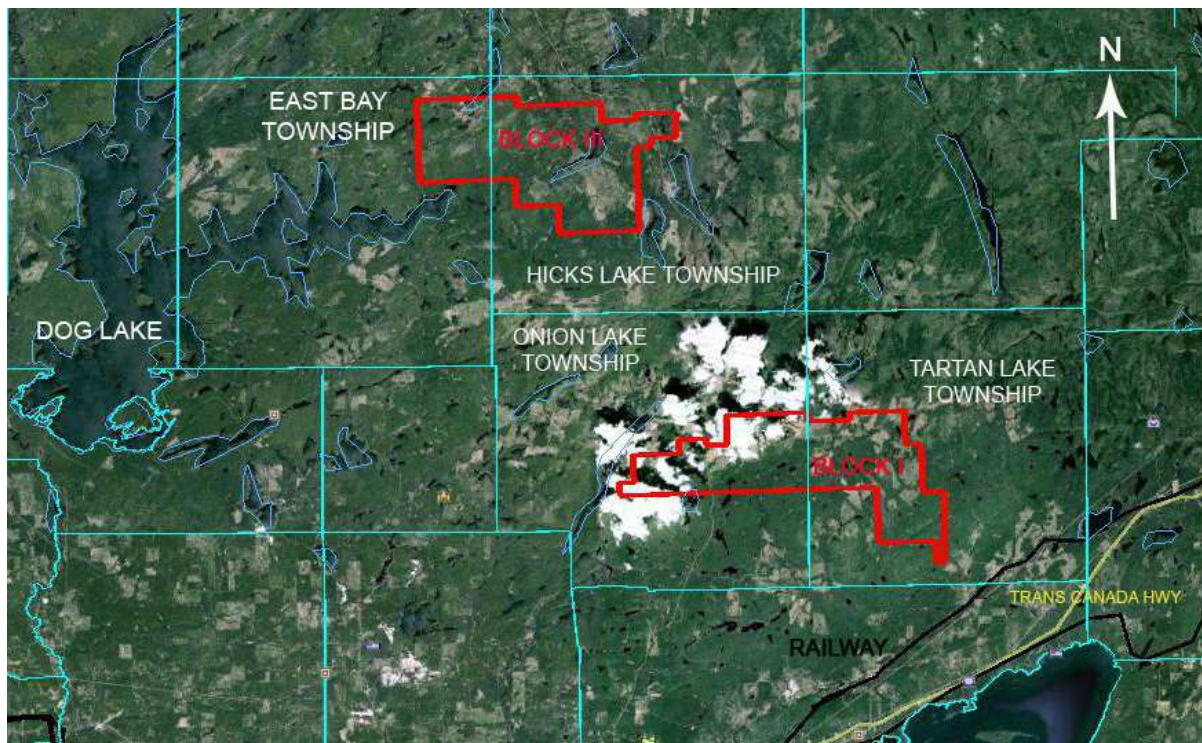 N
EAST BAY
TOWNSHIP
BLOCK III
HICKS LAKE TOWNSHIP
DOG LAKE
ONION LAKE
TOWNSHIP
TARTAN LAKE
TOWNSHIP
BLOCK I
TRANS CANADA HWY
RAILWAY